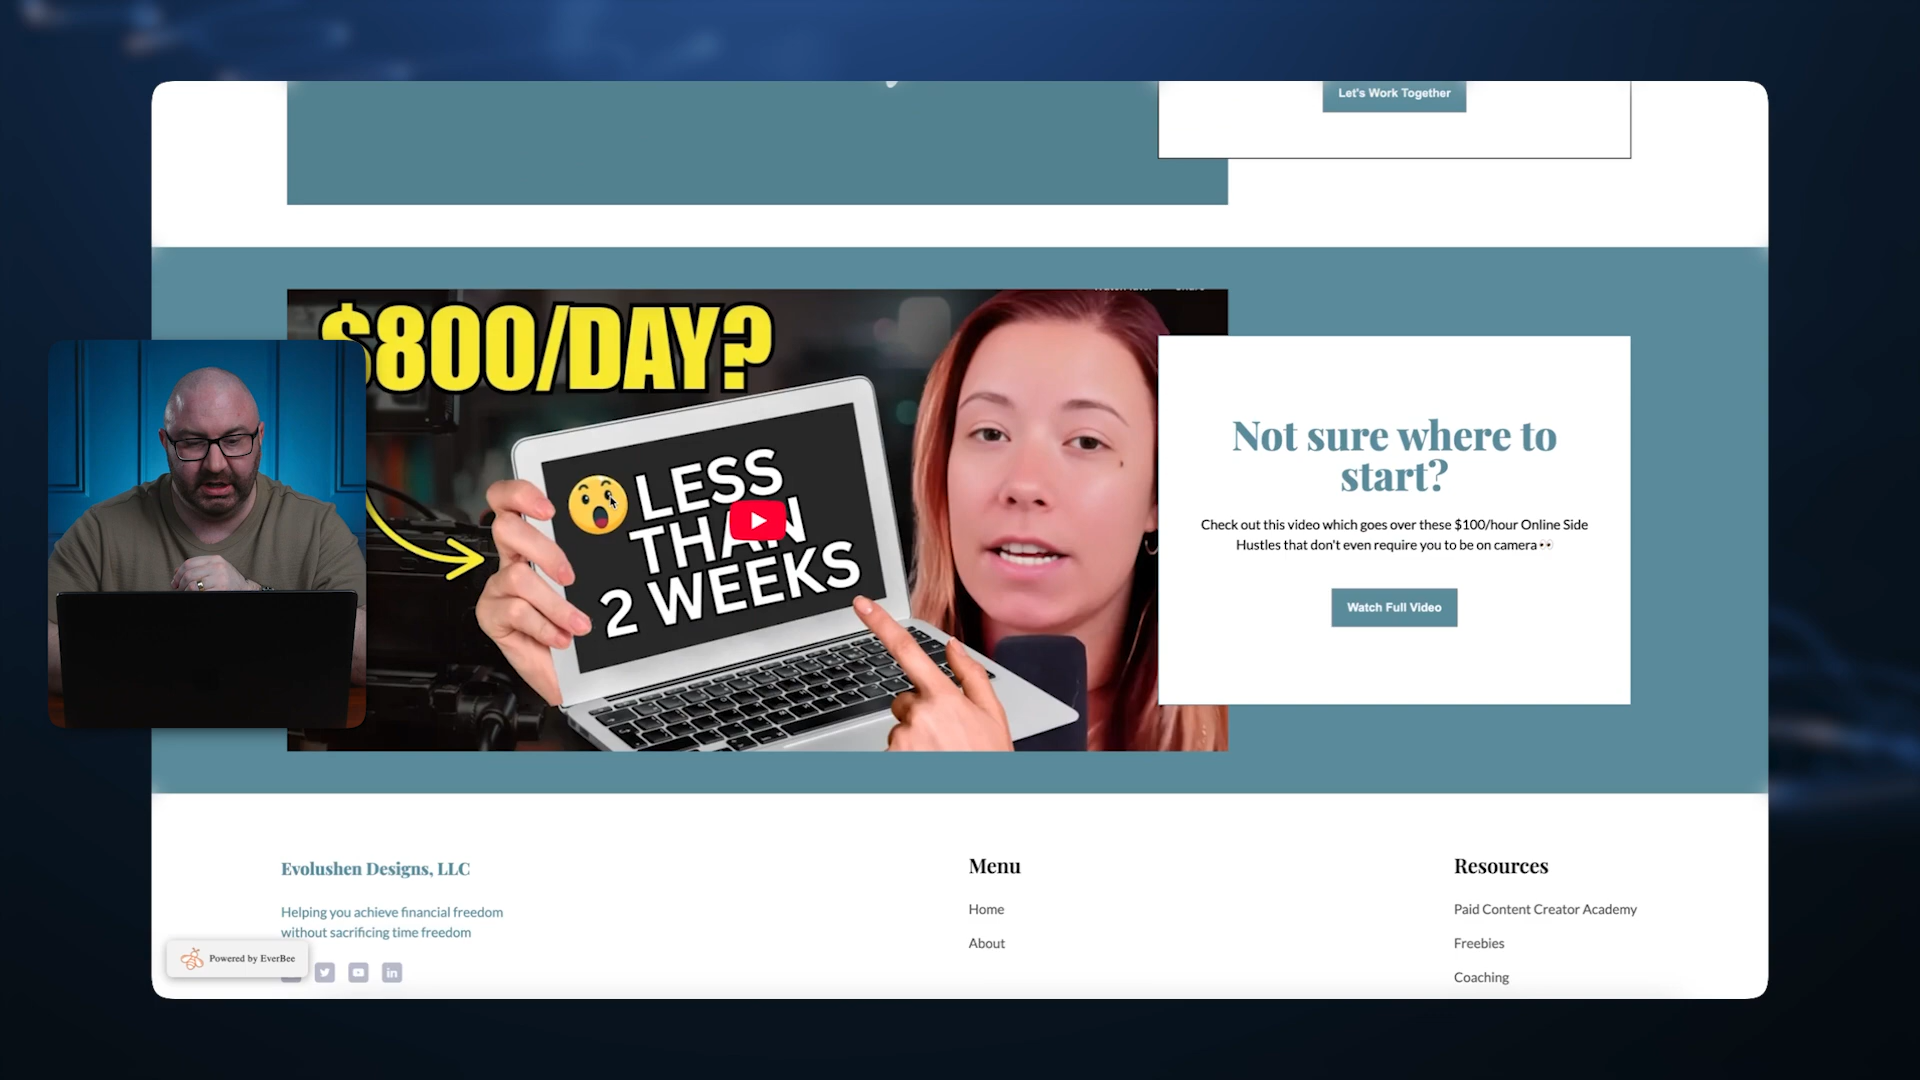 Let's Work Together
$800/DAY?
LESS
THAN
2 WEEKS
Not sure where to
start?
Check out this video which goes over these $100/hour Online Side
Hustles that don't even require you to be on camera👀
Watch Full Video
Evolushen Designs, LLC
Helping you achieve financial freedom
without sacrificing time freedom
Powered by EverBee
Menu
Home
About
Resources
Paid Content Creator Academy
Freebies
Coaching